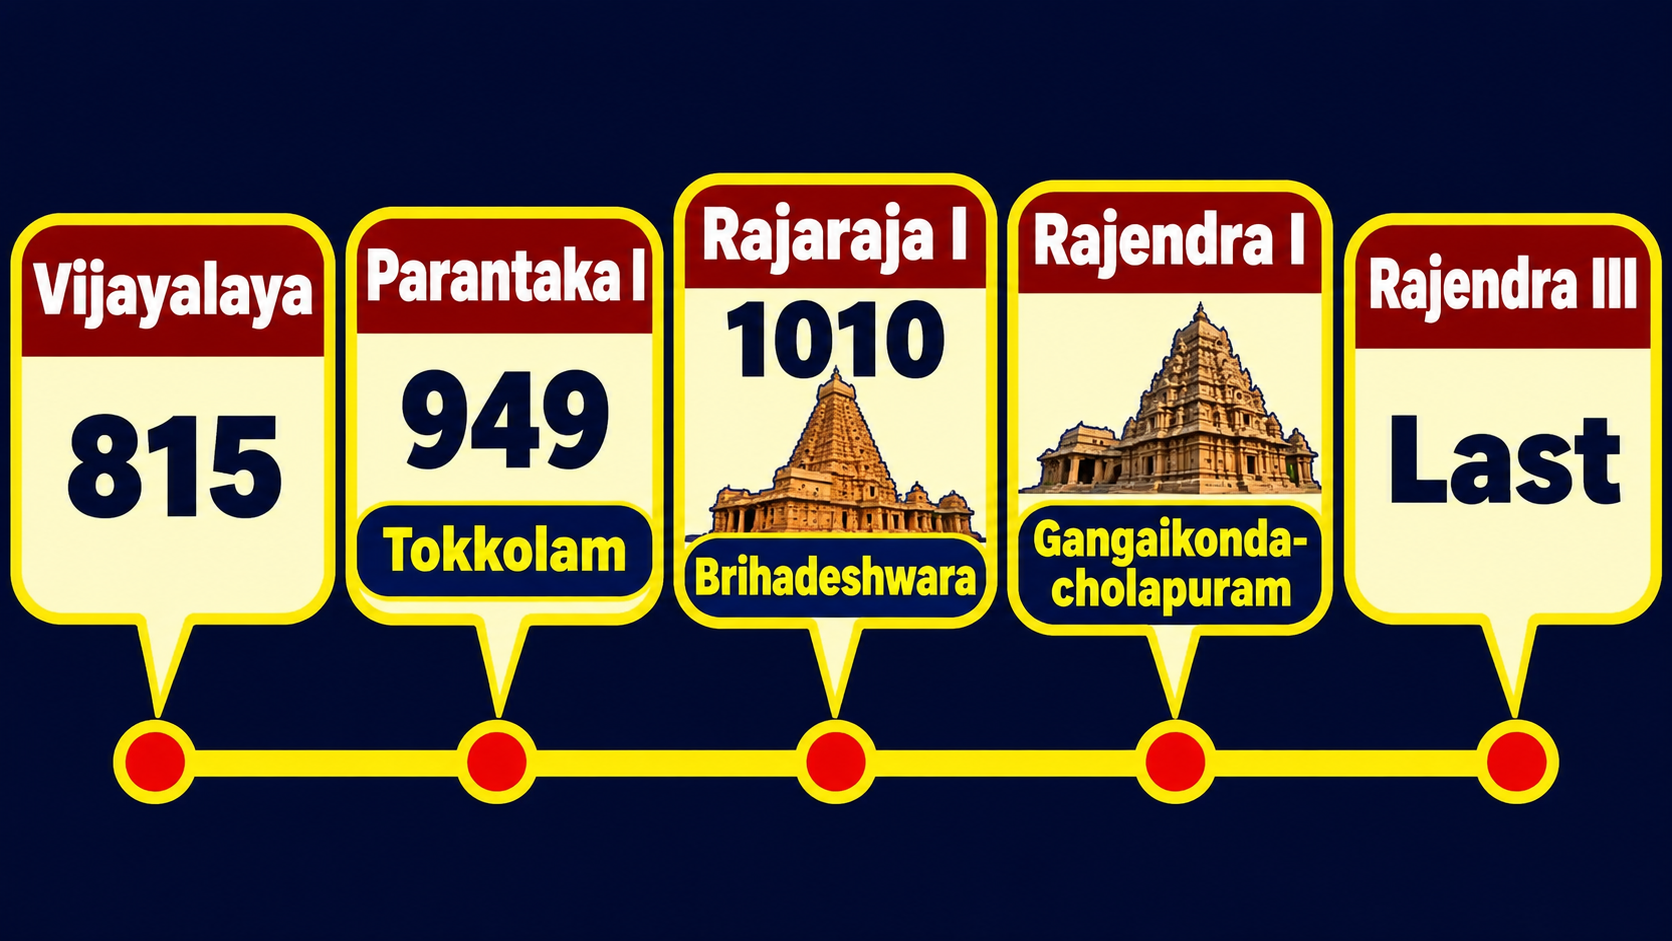 Vijayalaya
815
Parantaka I
949
Tokkolam
Rajaraja I
1010
Brihadeshwara
Rajendra I
Gangaikonda-
cholapuram
Rajendra III
Last